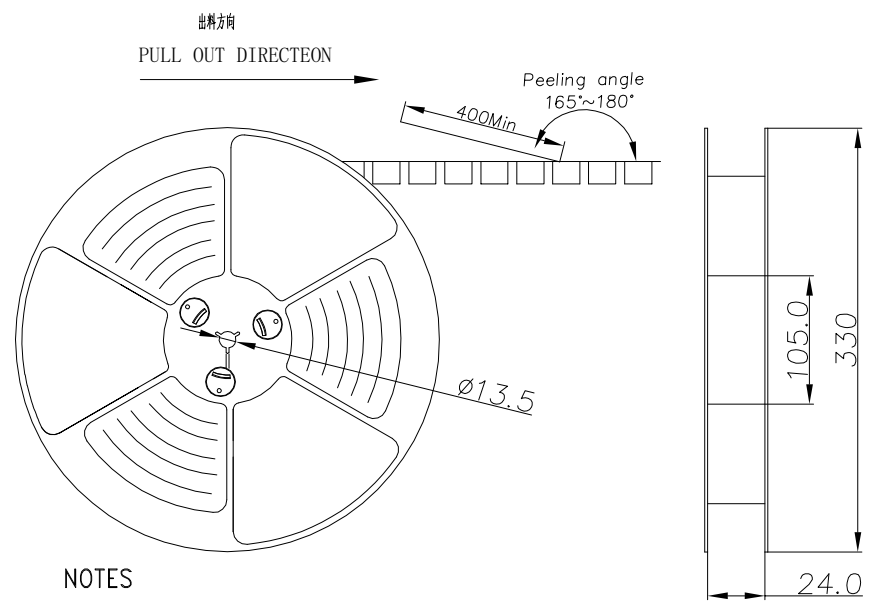 出料方向
PULL OUT DIRECTEON
Peeling angle
165°~180°
400Min
ø13.5
105.0
330
24.0
NOTES